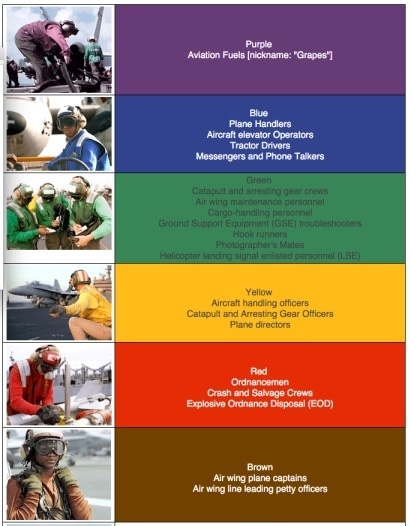 Purple
Aviation Fuels [nickname: "Grapes"]
Blue
Plane Handlers
Aircraft elevator Operators
Tractor Drivers
Messengers and Phone Talkers
Green
Catapult and arresting gear crews
Air wing maintenance personnel
Cargo-handling personnel
Ground Support Equipment (GSE) troubleshooters
Hook runners
Photographer's Mates
Helicopter landing signal enlisted personnel (LSE)
Yellow
Aircraft handling officers
Catapult and Arresting Gear Officers
Plane directors
Red
Ordnancemen
Crash and Salvage Crews
Explosive Ordnance Disposal (EOD)
Brown
Air wing plane captains
Air wing line leading petty officers